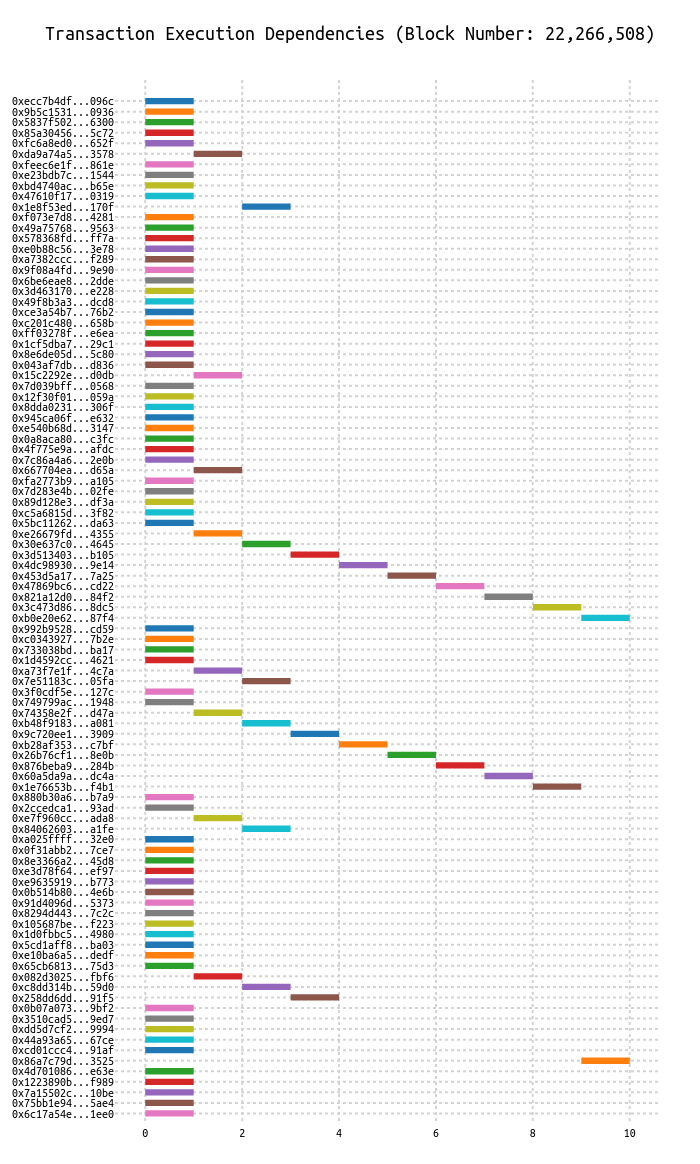 Transaction Execution Dependencies (Block Number: 22,266,508)
0xecc7b4df...096c
0x9b5c1531...0936
0x5837f502...6300
0x85a30456...5c72
0xfc6a8ed0...652f
0xda9a74a5...3578
0xfeec6e1f...861e
0xe23bdb7c...1544
0xbd4740ac...b65e
0x47610f17...0319
0x1e8f53ed...170f
0xf073e7d8...4281
0x49a75768...9563
0x578368fd...ff7a
0xe0b88c56...3e78
0xa7382ccc...f289
0x9f08a4fd...9e90
0x6be6eae8...2dde
0x3d463170...e228
0x49f8b3a3...dcd8
0xce3a54b7...76b2
0xc201c480...658b
0xff03278f...e6ea
0x1cf5dba7...29c1
0x8e6de05d...5c80
0x043af7db...d836
0x15c2292e...d0db
0x7d039bff...0568
0x12f30f01...059a
0x8dda0231...306f
0x945ca06f...e632
0xe540b68d...3147
0x0a8aca80...c3fc
0x4f775e9a...afdc
0x7c86a4a6...2e0b
0x667704ea...d65a
0xfa2773b9...a105
0x7d283e4b...02fe
0x89d128e3...df3a
0xc5a6815d...3f82
0x5bc11262...da63
0xe26679fd...4355
0x30e637c0...4645
0x3d513403...b105
0x4dc98930...9e14
0x453d5a17...7a25
0x47869bc6...cd22
0x821a12d0...84f2
0x3c473d86...8dc5
0xb0e20e62...87f4
0x992b9528...cd59
0xc0343927...7b2e
0x733038bd...ba17
0x1d4592cc...4621
0xa73f7e1f...4c7a
0x7e51183c...05fa
0x3f0cdf5e...127c
0x749799ac...1948
0x74358e2f...d47a
0xb48f9183...a081
0x9c720ee1...3909
0xb28af353...c7bf
0x26b76cf1...8e0b
0x876beba9...284b
0x60a5da9a...dc4a
0x1e76653b...f4b1
0x880b30a6...b7a9
0x2ccedca1...93ad
0xe7f960cc...ada8
0x84062603...a1fe
0xa025ffff...32e0
0x0f31abb2...7ce7
0x8e3366a2...45d8
0xe3d78f64...ef97
0xe9635919...b773
0x0b514b80...4e6b
0x91d4096d...5373
0x8294d443...7c2c
0x105687be...f223
0x1d0fbbc5...4980
0x5cd1aff8...ba03
0xe10ba6a5...dedf
0x65cb6813...75d3
0x082d3025...fbf6
0xc8dd314b...59d0
0x258dd6dd...91f5
0x0b07a073...9bf2
0x3510cad5...9ed7
0xdd5d7cf2...9994
0x44a93a65...67ce
0xcd01ccc4...91af
0x86a7c79d...3525
0x4d701086...e63e
0x1223890b...f989
0x7a15502c...10be
0x75bb1e94...5ae4
0x6c17a54e...1ee0
0 2 4 6 8 10